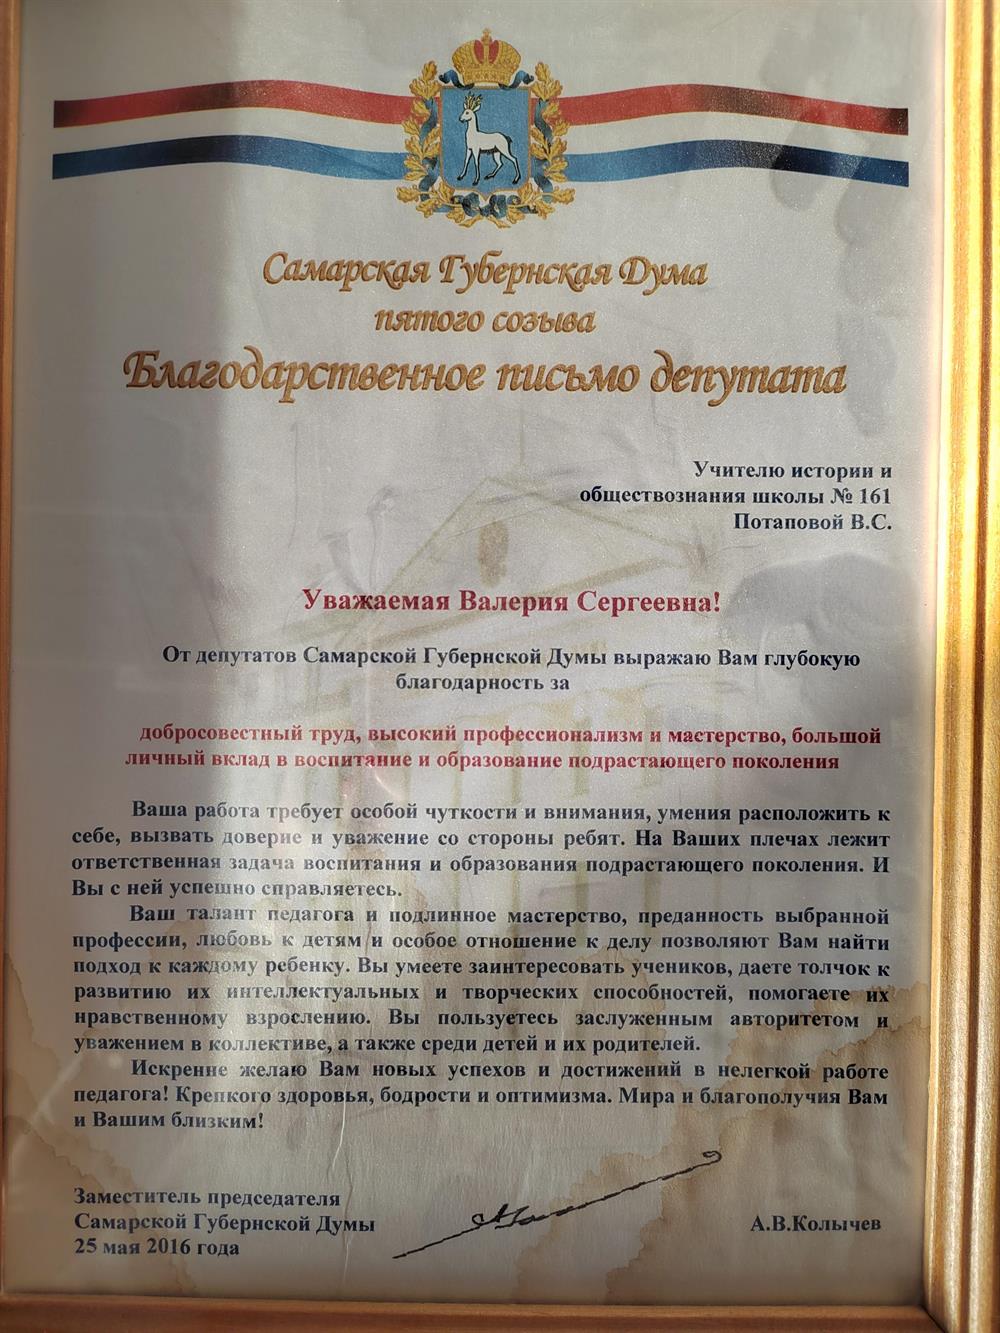 Самарская Губернская Дума
пятого созыва
Благодарственное письмо депутата
Учителю истории и
обществознания школы № 161
Потаповой В.С.
Уважаемая Валерия Сергеевна!
От депутатов Самарской Губернской Думы выражаю Вам глубокую
благодарность за
добросовестный труд, высокий профессионализм и мастерство, большой
личный вклад в воспитание и образование подрастающего поколения
Ваша работа требует особой чуткости и внимания, умения расположить к
себе, вызвать доверие и уважение со стороны ребят. На Ваших плечах лежит
ответственная задача воспитания и образования подрастающего поколения. И
Вы с ней успешно справляетесь.
Ваш талант педагога и подлинное мастерство, преданность выбранной
профессии, любовь к детям и особое отношение к делу позволяют Вам найти
подход к каждому ребенку. Вы умеете заинтересовать учеников, даете толчок к
развитию их интеллектуальных и творческих способностей, помогаете их
нравственному взрослению. Вы пользуетесь заслуженным авторитетом и
уважением в коллективе, а также среди детей и их родителей.
Искренне желаю Вам новых успехов и достижений в нелегкой работе
педагога! Крепкого здоровья, бодрости и оптимизма. Мира и благополучия Вам
и Вашим близким!
Заместитель председателя
Самарской Губернской Думы
А.В.Колычев
25 мая 2016 года